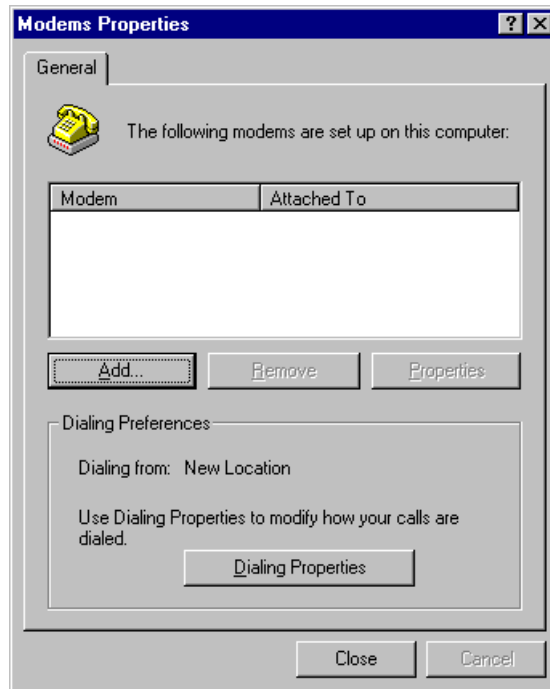 Modems Properties
General
The following modems are set up on this computer:
Modem Attached To
Add... Remove Properties
Dialing Preferences
Dialing from: New Location
Use Dialing Properties to modify how your calls are
dialed.
Dialing Properties
Close Cancel